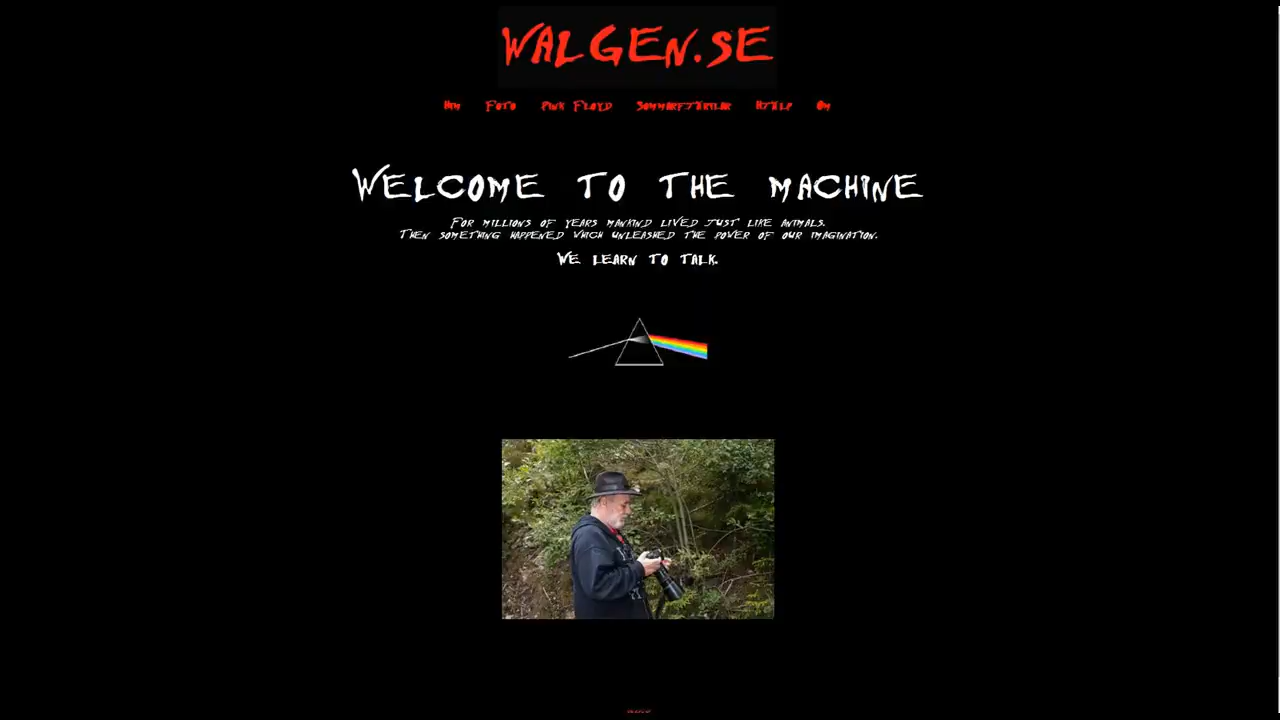 WALGEN.SE
Hem Foto Pink Floyd Sommarfjärilar Hjälp Om
Welcome to the machine
For millions of years mankind lived just like animals.
Then something happened which unleashed the power of our imagination.
We learn to talk.